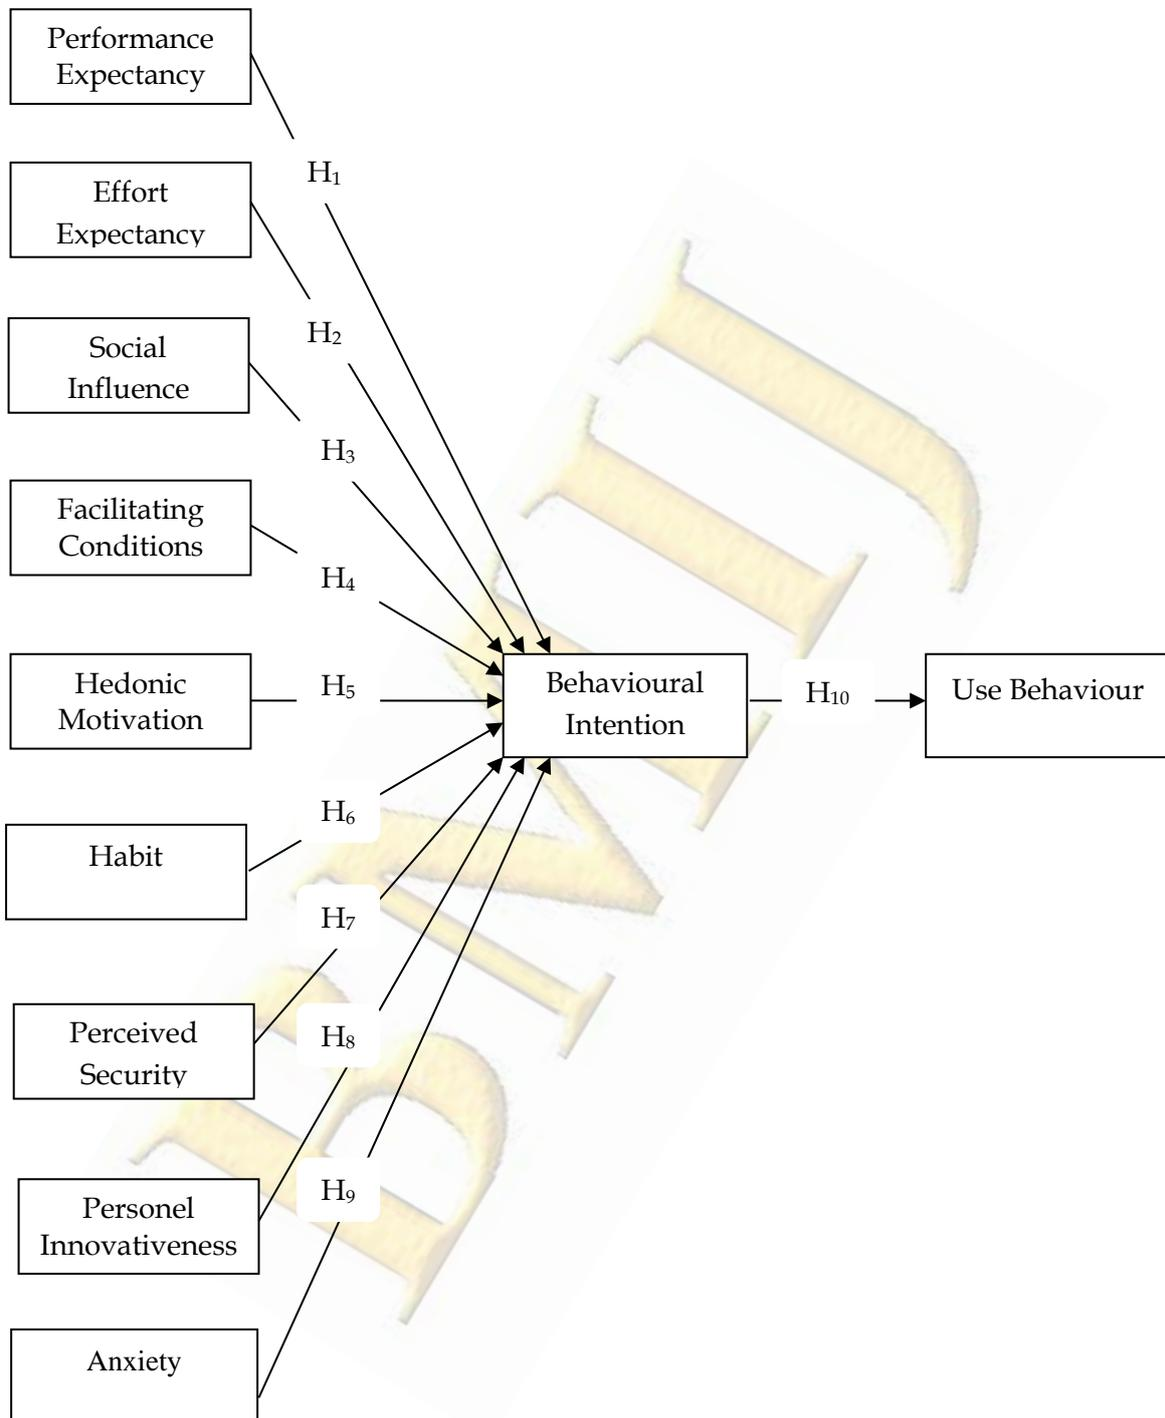 Performance
Expectancy
H₁
Effort
Expectancy
H₂
Social
Influence
H₃
Facilitating
Conditions
H₄
Hedonic
Motivation
H₅
Behavioural
Intention
H₁₀
Use Behaviour
Habit
H₆
H₇
Perceived
Security
H₈
Personel
Innovativeness
H₉
Anxiety
BMIJ